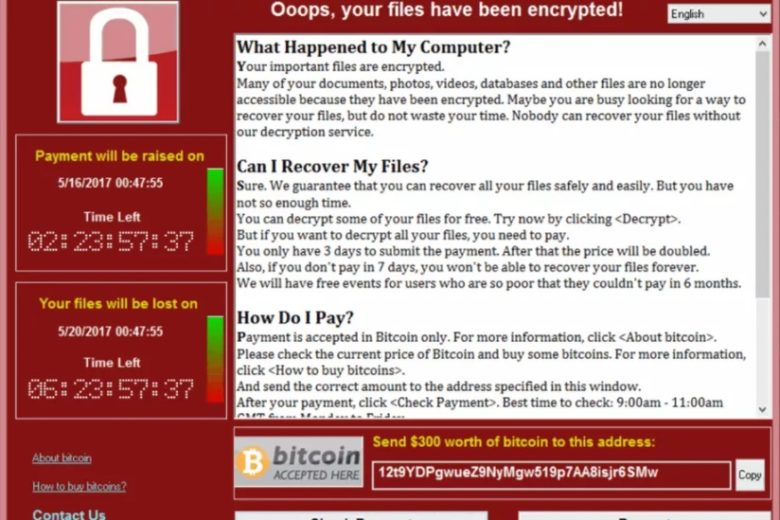 Ooops, your files have been encrypted!
English
What Happened to My Computer?
Your important files are encrypted.
Many of your documents, photos, videos, databases and other files are no longer
accessible because they have been encrypted. Maybe you are busy looking for a way to
recover your files, but do not waste your time. Nobody can recover your files without
our decryption service.
Can I Recover My Files?
Sure. We guarantee that you can recover all your files safely and easily. But you have
not so enough time.
You can decrypt some of your files for free. Try now by clicking <Decrypt>.
But if you want to decrypt all your files, you need to pay.
You only have 3 days to submit the payment. After that the price will be doubled.
Also, if you don't pay in 7 days, you won't be able to recover your files forever.
We will have free events for users who are so poor that they couldn't pay in 6 months.
How Do I Pay?
Payment is accepted in Bitcoin only. For more information, click <About bitcoin>.
Please check the current price of Bitcoin and buy some bitcoins. For more information,
click <How to buy bitcoins>.
And send the correct amount to the address specified in this window.
After your payment, click <Check Payment>. Best time to check: 9:00am - 11:00am
GMT from Monday to Friday.
Payment will be raised on
5/16/2017 00:47:55
Time Left
02:23:57:37
Your files will be lost on
5/20/2017 00:47:55
Time Left
06:23:57:37
About bitcoin
How to buy bitcoins?
Contact Us
bitcoin
ACCEPTED HERE
Send $300 worth of bitcoin to this address:
12t9YDPgwueZ9NyMgw519p7AA8isjr6SMw
Copy